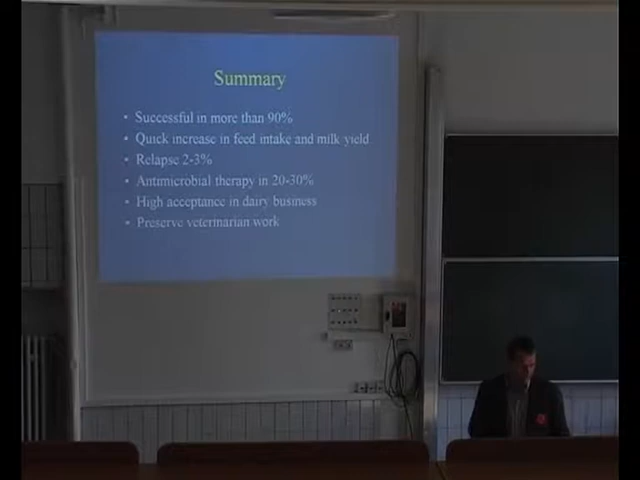 Summary
• Successful in more than 90%
• Quick increase in feed intake and milk yield
• Relapse 2-3%
• Antimicrobial therapy in 20-30%
• High acceptance in dairy business
• Preserve veterinarian work